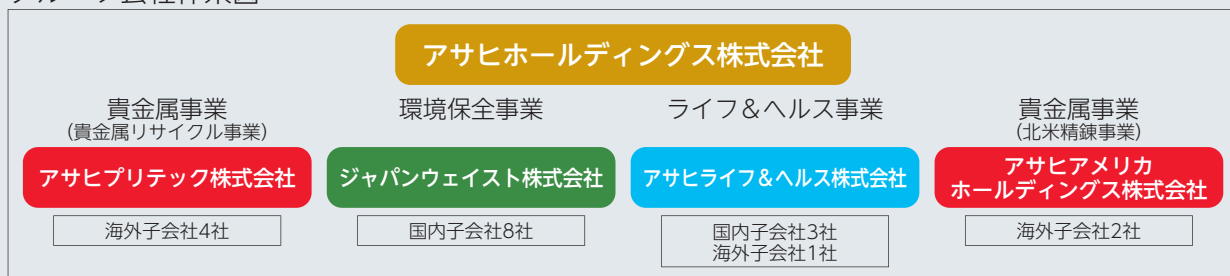 アサヒホールディングス株式会社
貴金属事業
(貴金属リサイクル事業)
アサヒプリテック株式会社
海外子会社4社
環境保全事業
ジャパンウェイスト株式会社
国内子会社8社
ライフ&ヘルス事業
アサヒライフ&ヘルス株式会社
国内子会社3社
海外子会社1社
貴金属事業
(北米精錬事業)
アサヒアメリカ
ホールディングス株式会社
海外子会社2社